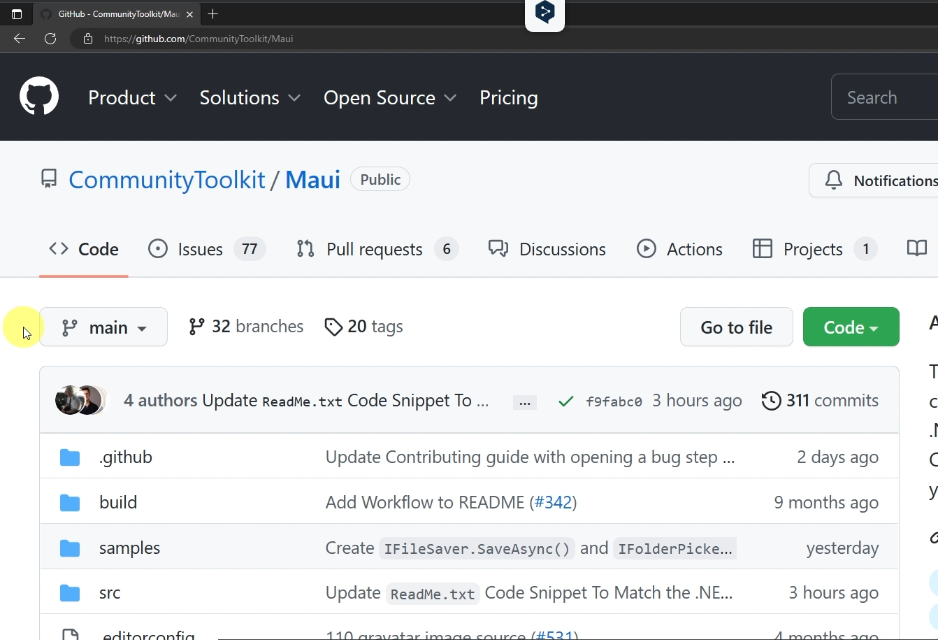 GitHub - CommunityToolkit/Mau
https://github.com/CommunityToolkit/Maui
Product Solutions Open Source Pricing Search
CommunityToolkit / Maui Public Notifications
Code Issues 77 Pull requests 6 Discussions Actions Projects 1
main 32 branches 20 tags Go to file Code
4 authors Update ReadMe.txt Code Snippet To ... ... f9fabc0 3 hours ago 311 commits
.github Update Contributing guide with opening a bug step ... 2 days ago
build Add Workflow to README (#342) 9 months ago
samples Create IFileSaver.SaveAsync() and IFolderPicke... yesterday
src Update ReadMe.txt Code Snippet To Match the .NE... 3 hours ago
.editorconfig 110 gravatar image source (#531) 4 months ago